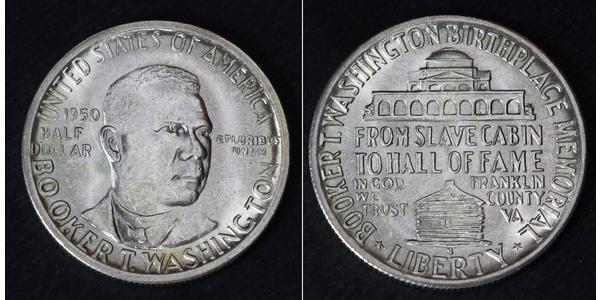 UNITED STATES OF AMERICA
1950
HALF
DOLLAR
E PLURIBUS
UNUM
BOOKER T. WASHINGTON
BOOKER T. WASHINGTON BIRTHPLACE MEMORIAL
FROM SLAVE CABIN
TO HALL OF FAME
IN GOD
WE
TRUST
FRANKLIN
COUNTY
VA
S
★ LIBERTY ★